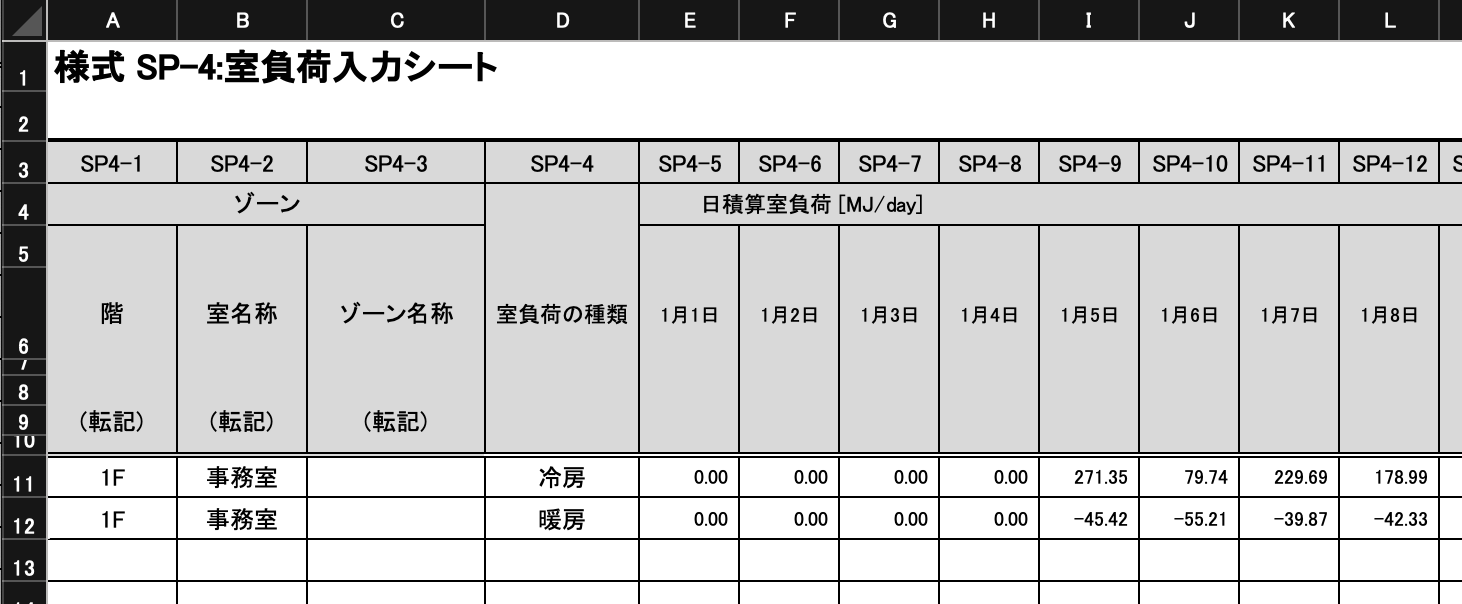 A B C D E F G H I J K L
1 様式 SP-4:室負荷入力シート
2
3 SP4-1 SP4-2 SP4-3 SP4-4 SP4-5 SP4-6 SP4-7 SP4-8 SP4-9 SP4-10 SP4-11 SP4-12 S
4 ゾーン 日積算室負荷 [MJ/day]
5
6 階 室名称 ゾーン名称 室負荷の種類 1月1日 1月2日 1月3日 1月4日 1月5日 1月6日 1月7日 1月8日
7
8
9 (転記) (転記) (転記)
10
11 1F 事務室 冷房 0.00 0.00 0.00 0.00 271.35 79.74 229.69 178.99
12 1F 事務室 暖房 0.00 0.00 0.00 0.00 -45.42 -55.21 -39.87 -42.33
13